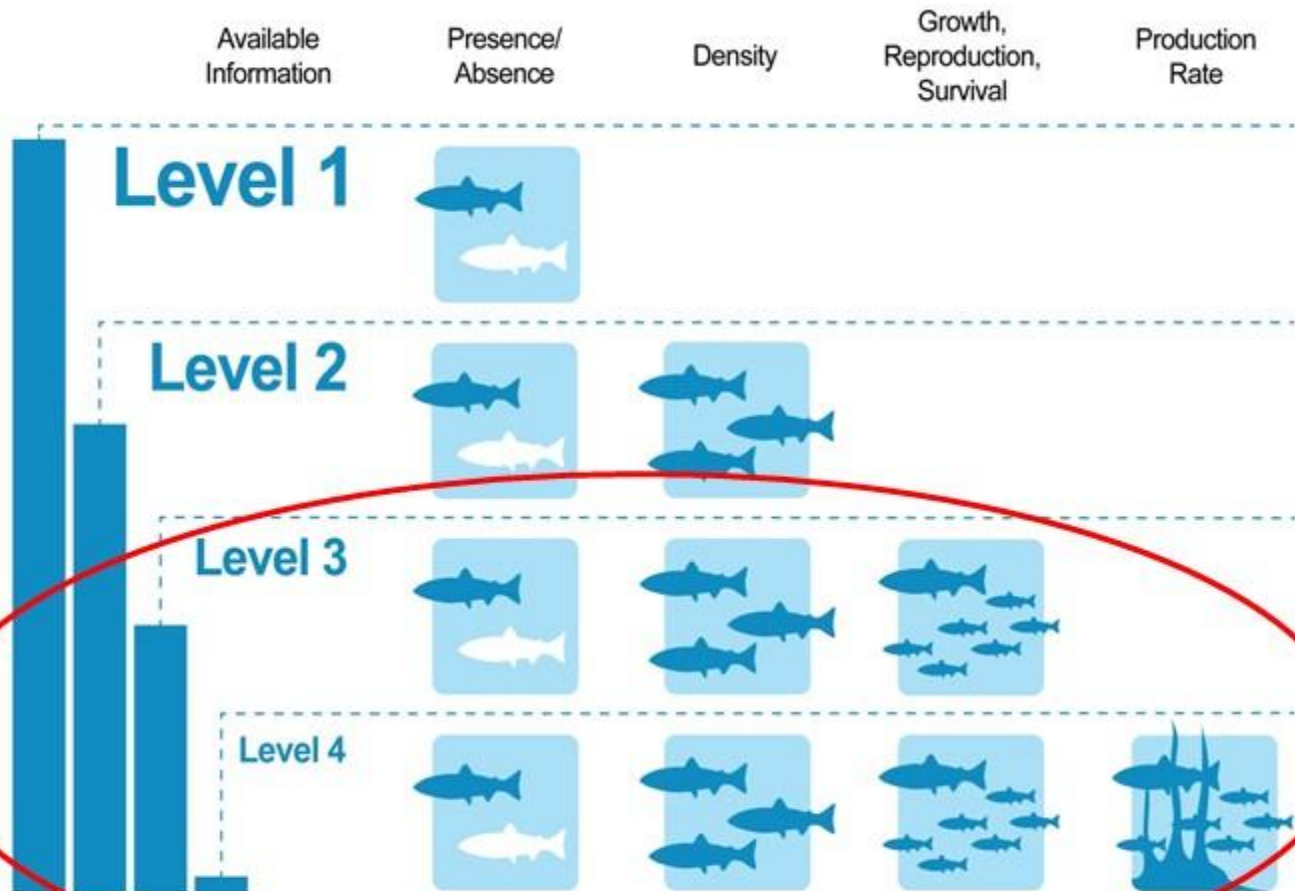 Available
Information
Presence/
Absence
Density
Growth,
Reproduction,
Survival
Production
Rate
Level 1
Level 2
Level 3
Level 4